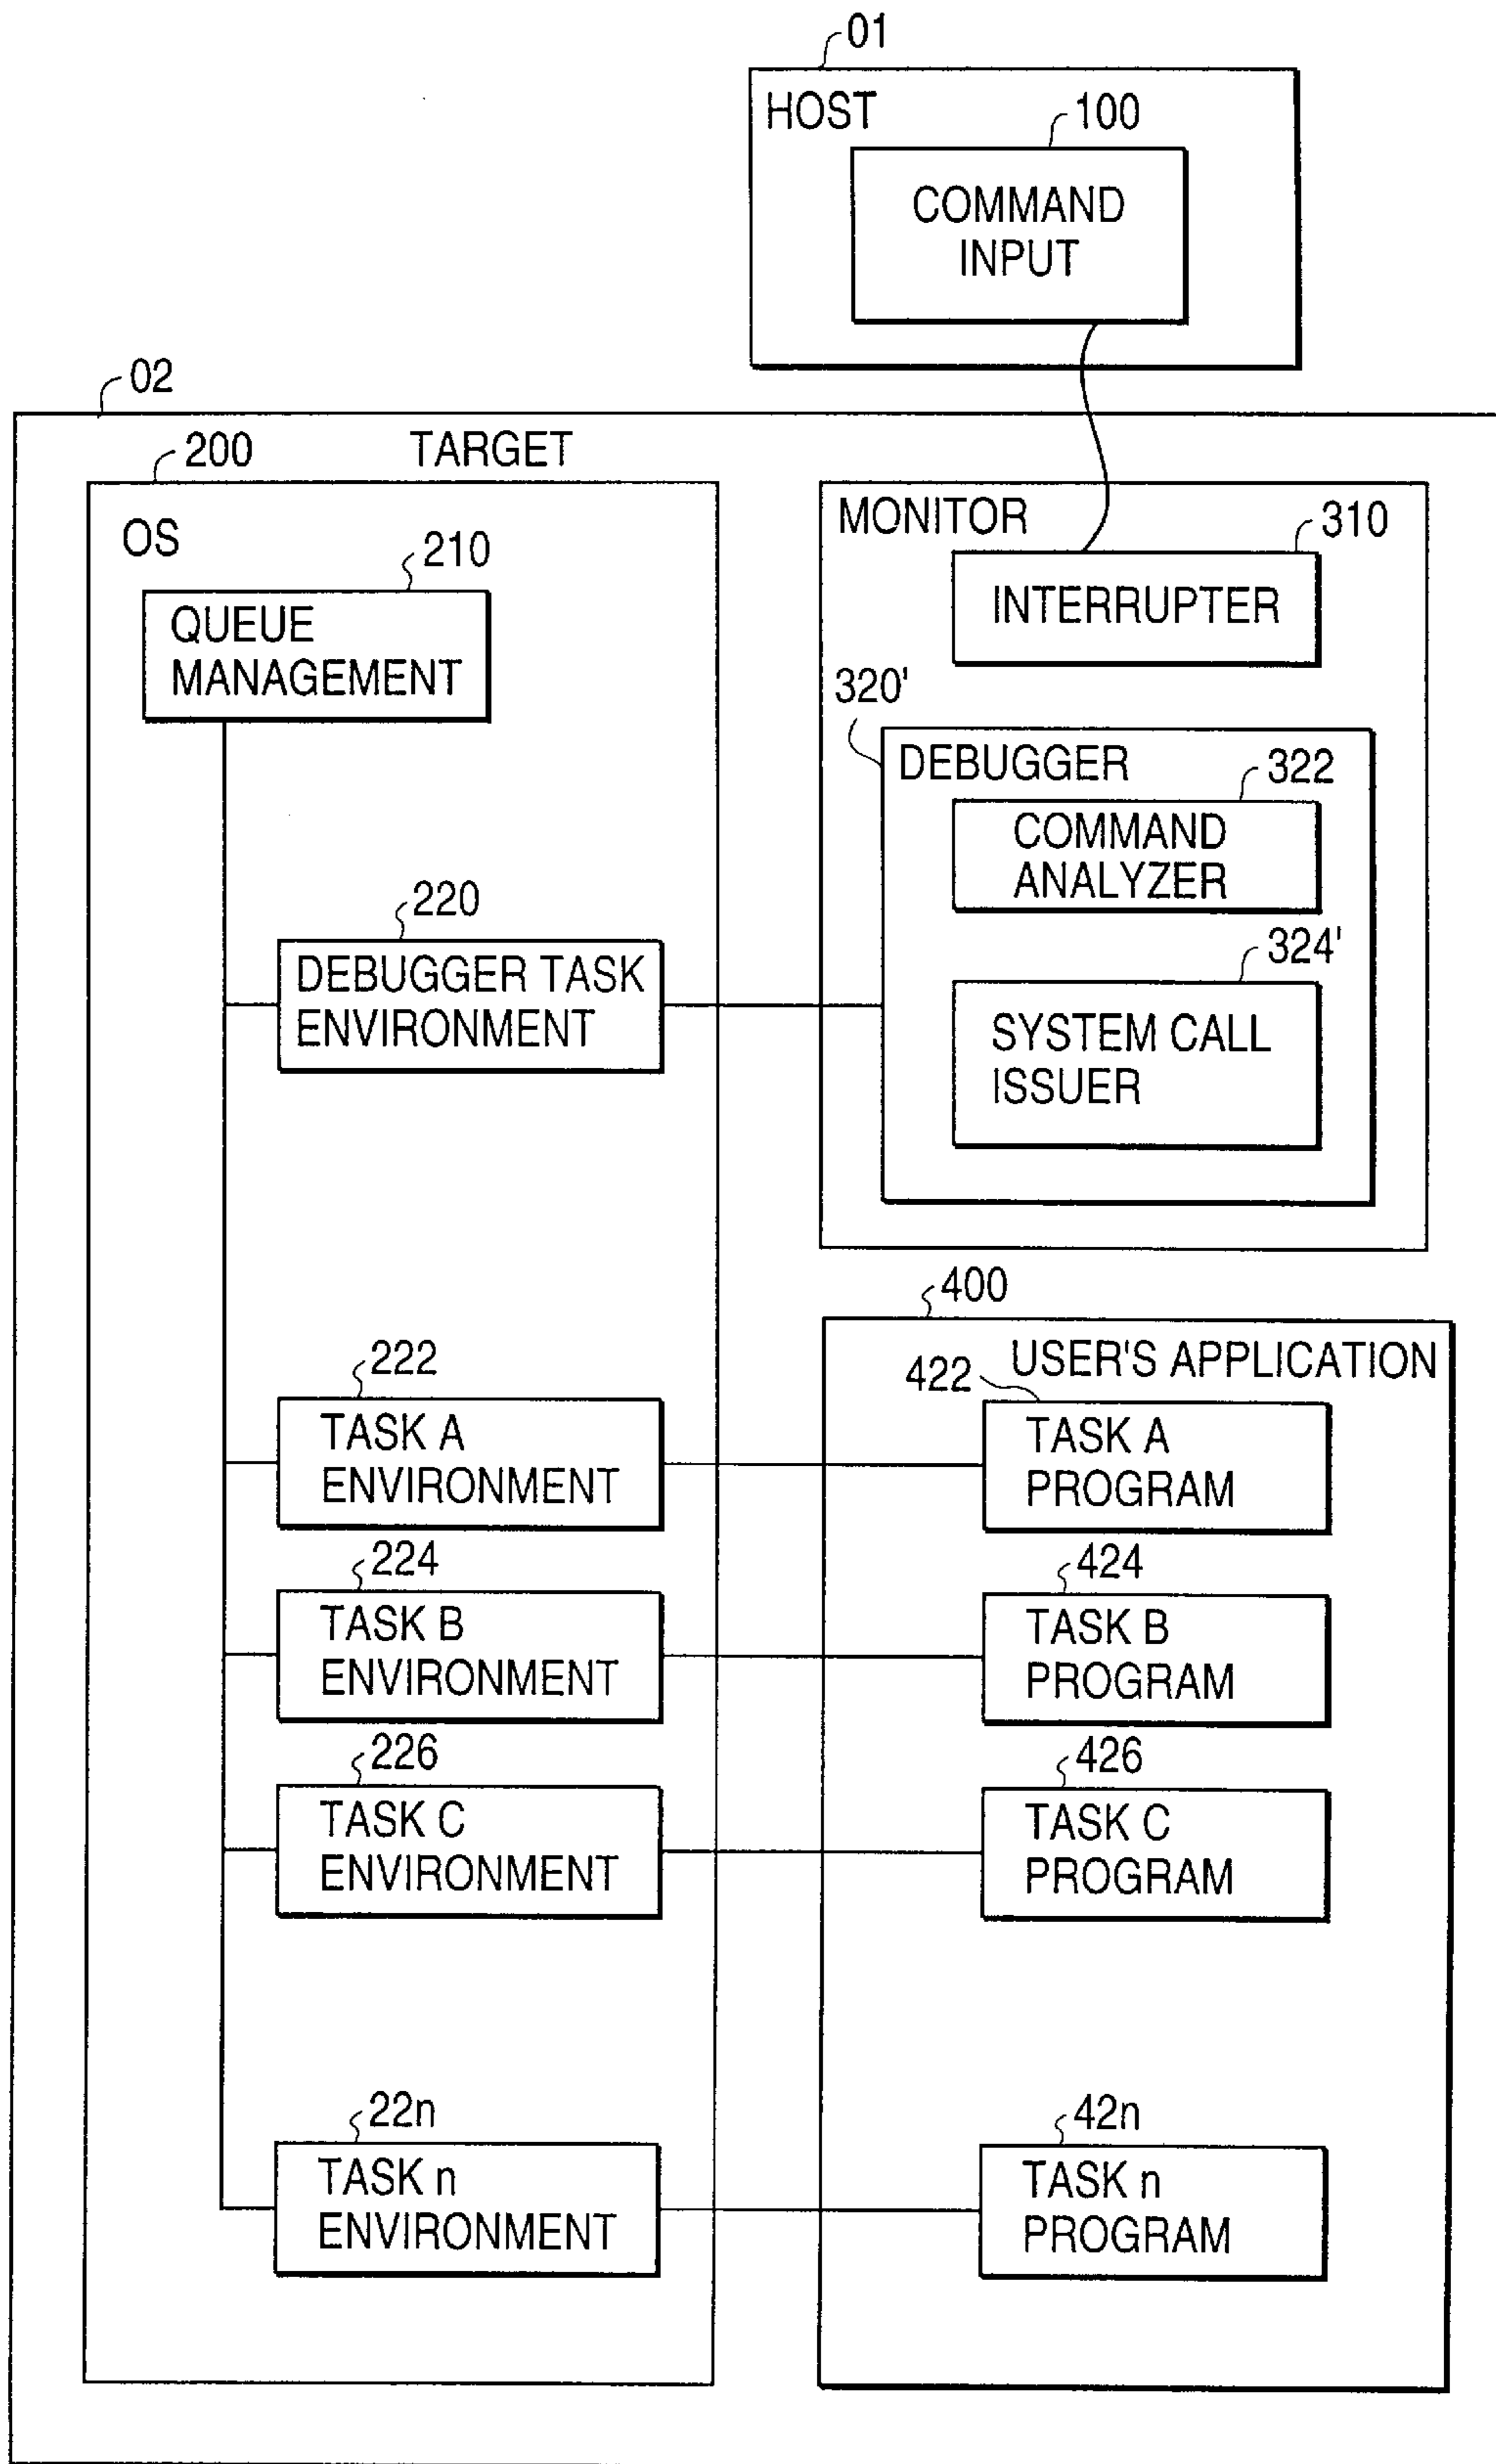 01
HOST
100
COMMAND
INPUT
02
TARGET
200
OS
210
QUEUE
MANAGEMENT
MONITOR
310
INTERRUPTER
320'
DEBUGGER
322
COMMAND
ANALYZER
324'
SYSTEM CALL
ISSUER
220
DEBUGGER TASK
ENVIRONMENT
400
USER'S APPLICATION
222
TASK A
ENVIRONMENT
422
TASK A
PROGRAM
224
TASK B
ENVIRONMENT
424
TASK B
PROGRAM
226
TASK C
ENVIRONMENT
426
TASK C
PROGRAM
22n
TASK n
ENVIRONMENT
42n
TASK n
PROGRAM